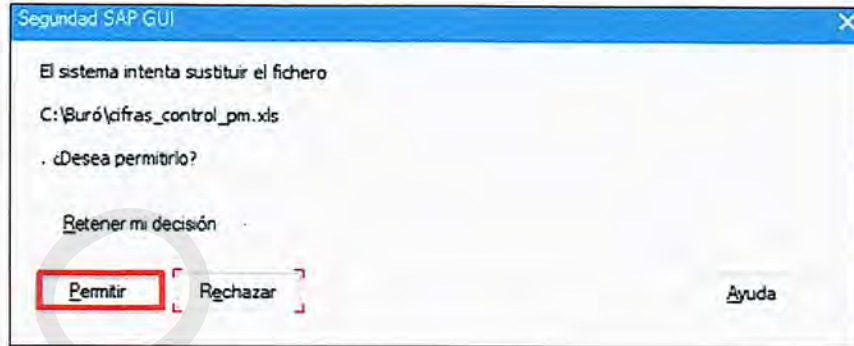 Seguridad SAP GUI
El sistema intenta sustituir el fichero
C:\Buró\cifras_control_pm.xls
. ¿Desea permitirlo?
Retener mi decisión
Permitir Rechazar Ayuda